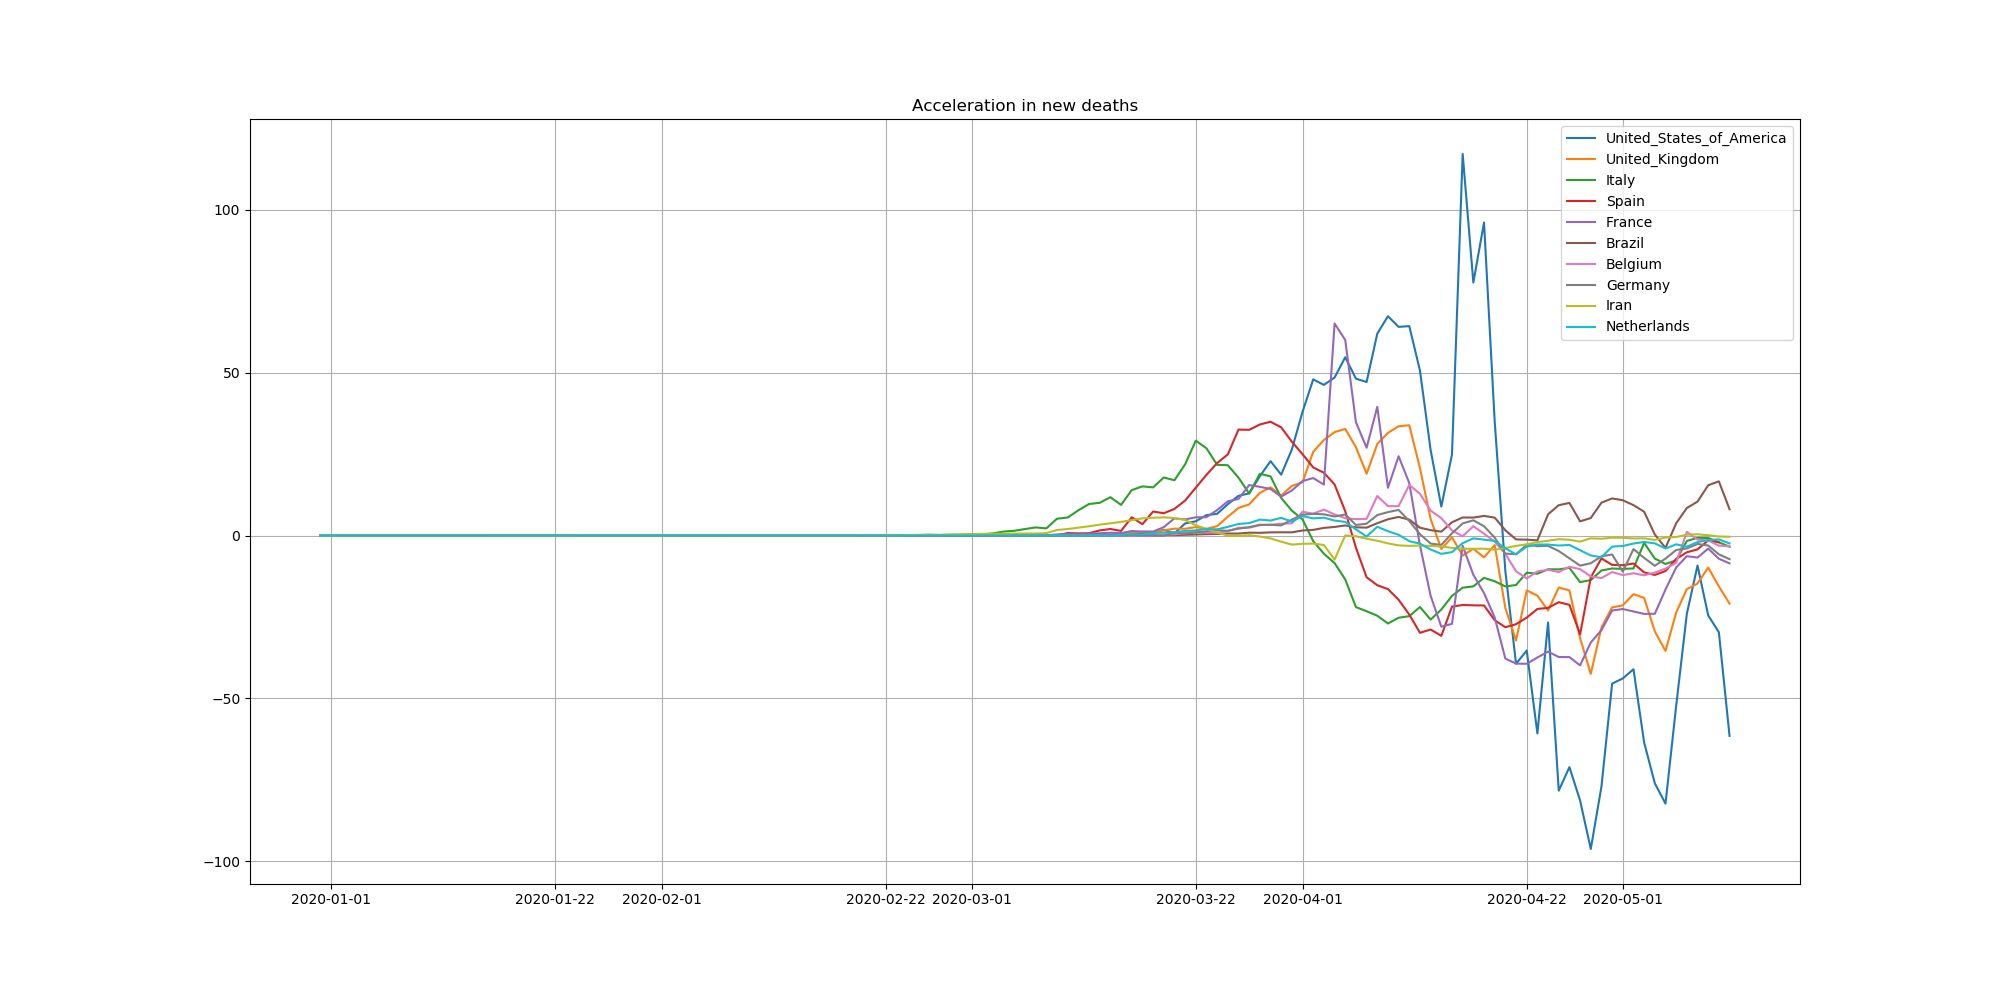 Acceleration in new deaths
United_States_of_America
United_Kingdom
Italy
Spain
France
Brazil
Belgium
Germany
Iran
Netherlands
100
50
0
−50
−100
2020-01-01 2020-01-22 2020-02-01 2020-02-22 2020-03-01 2020-03-22 2020-04-01 2020-04-22 2020-05-01